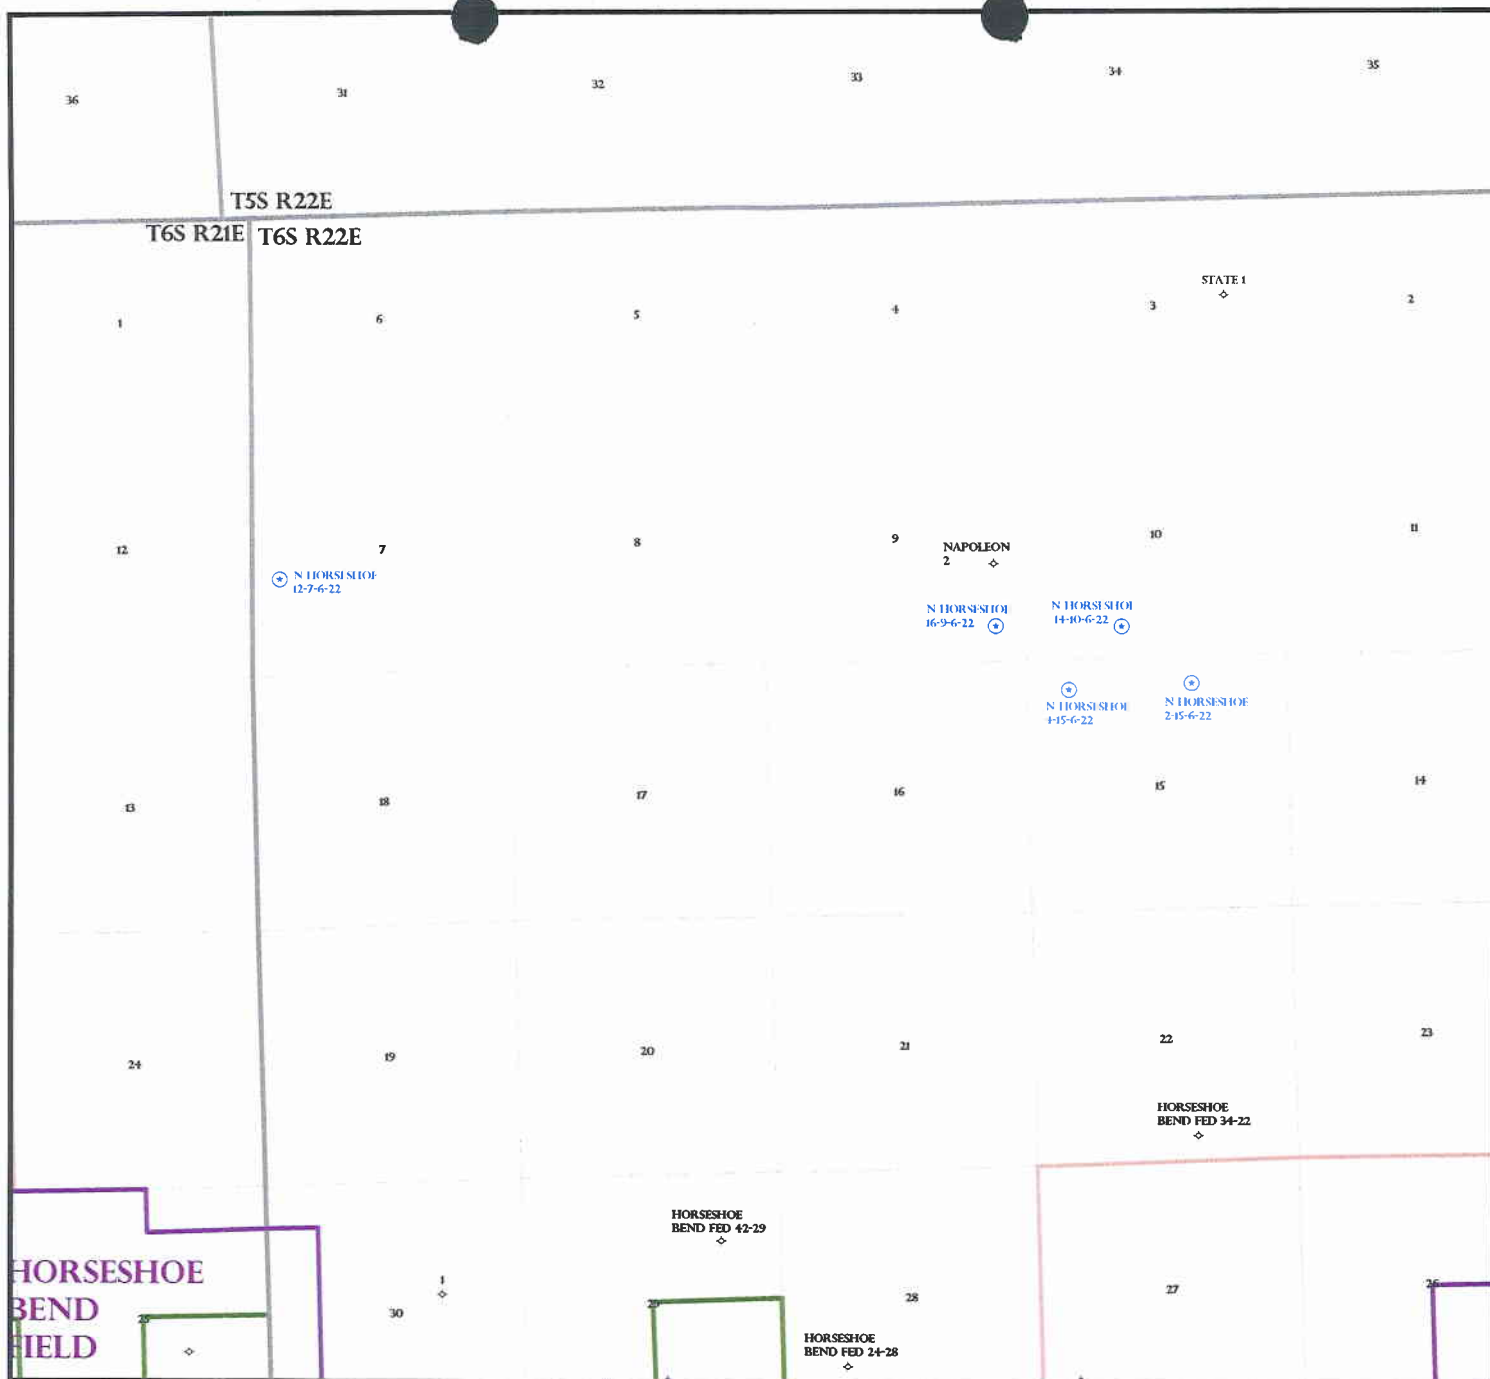 36
31
32
33
34
35
T5S R22E
T6S R21E
T6S R22E
STATE 1
1
6
5
4
3
2
12
7
8
9
10
11
NAPOLEON
2
N HORSESHOE
12-7-6-22
N HORSESHOE
16-9-6-22
N HORSESHOE
14-10-6-22
N HORSESHOE
4-15-6-22
N HORSESHOE
2-15-6-22
13
18
17
16
15
14
24
19
20
21
22
23
HORSESHOE
BEND FED 34-22
HORSESHOE
BEND FED 42-29
HORSESHOE
BEND
FIELD
25
1
30
29
28
27
26
HORSESHOE
BEND FED 24-28